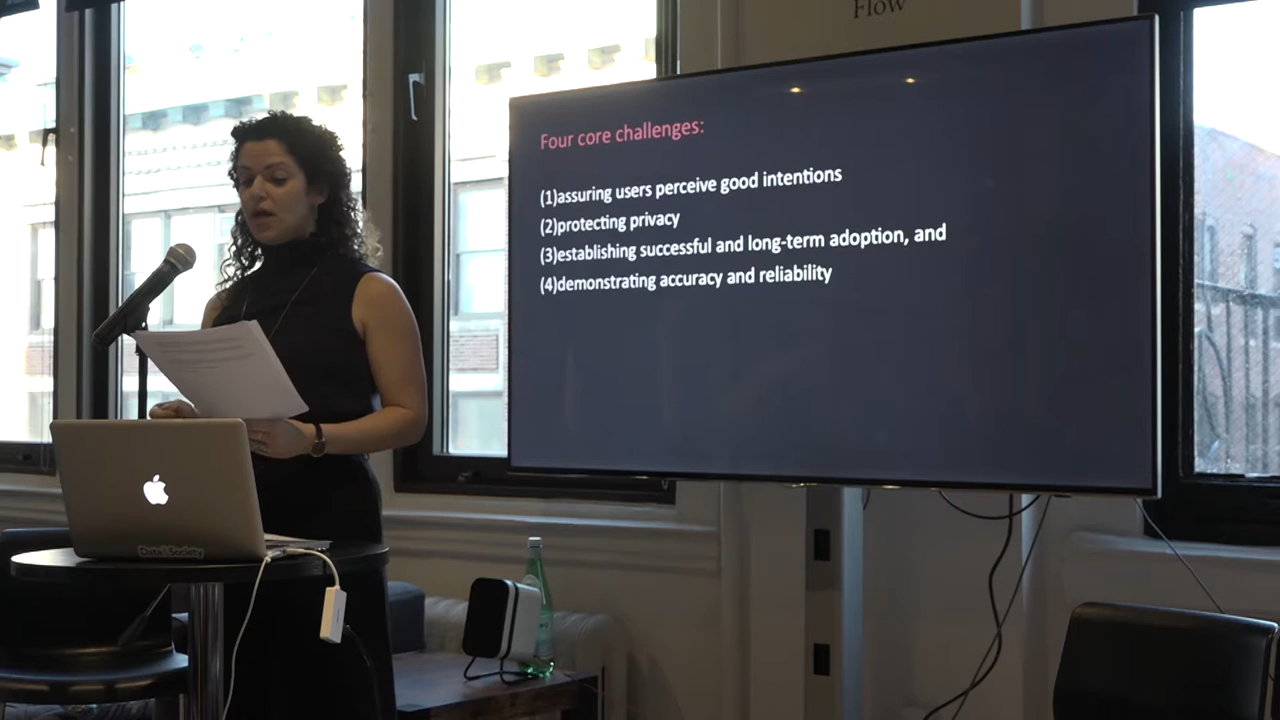 Flow
Four core challenges:
(1)assuring users perceive good intentions
(2)protecting privacy
(3)establishing successful and long-term adoption, and
(4)demonstrating accuracy and reliability
Data&Society